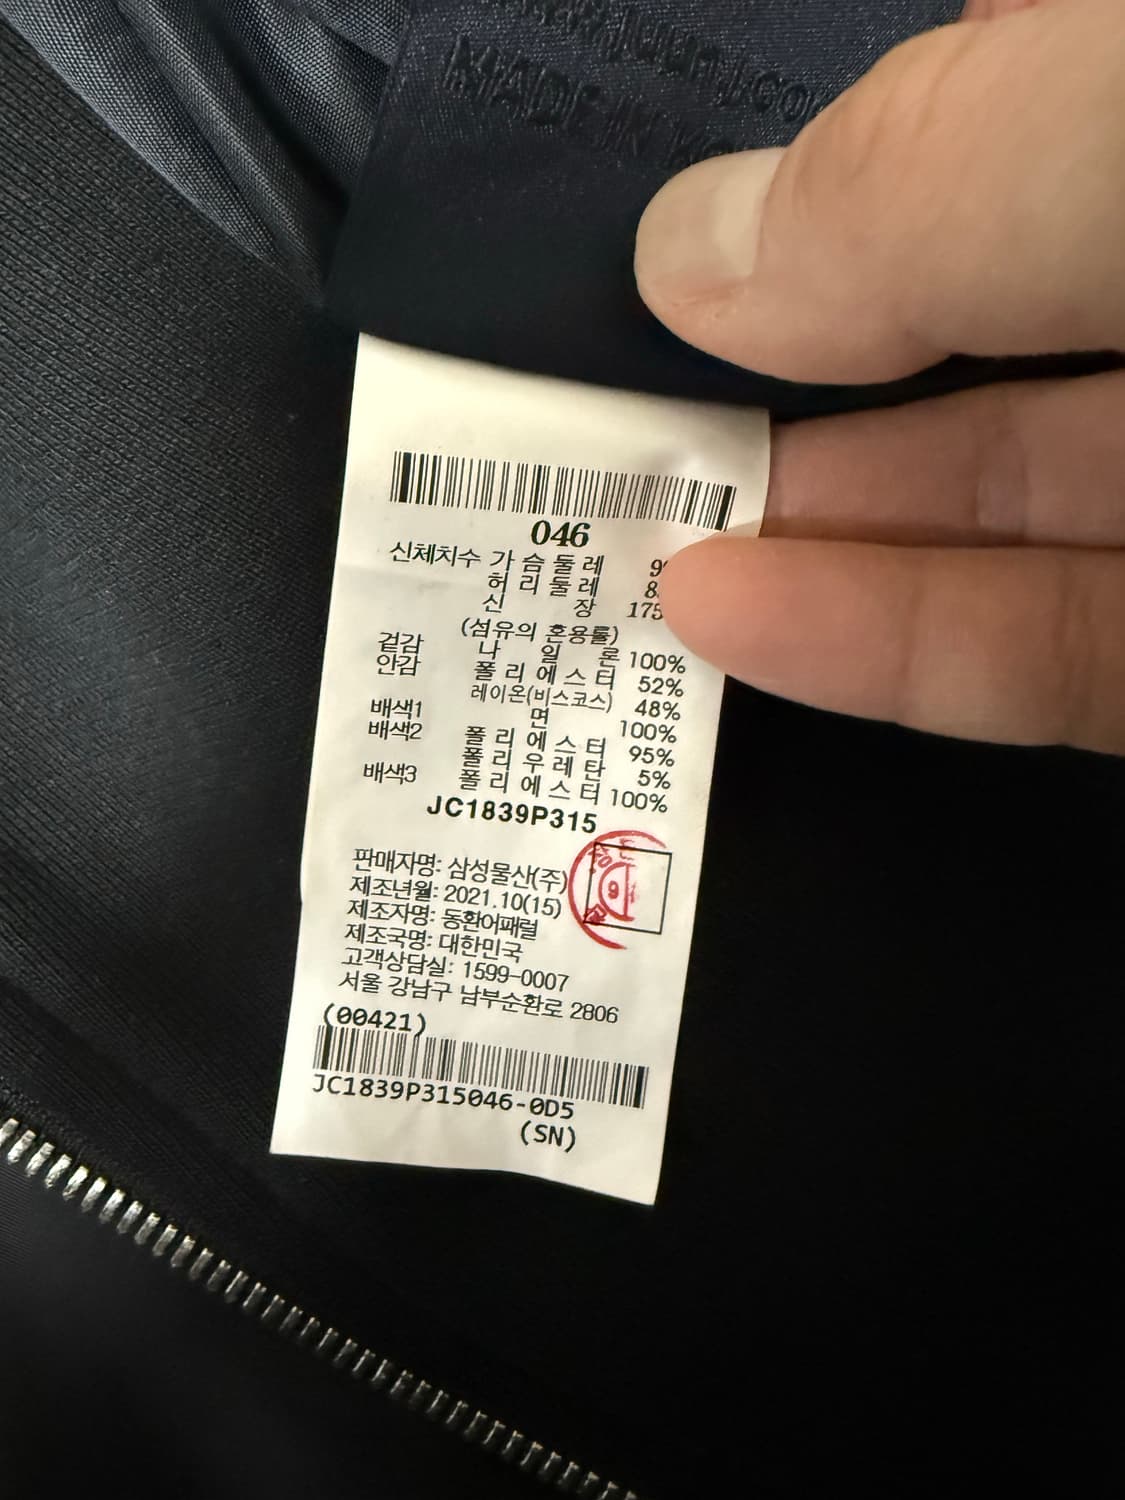 MADE IN
046
신체치수 가슴둘레
허리둘레
신장 175
(섬유의 혼용률)
겉감 나일론 100%
안감 폴리에스터 52%
레이온(비스코스) 48%
배색1 면 100%
배색2 폴리에스터 95%
폴리우레탄 5%
배색3 폴리에스터 100%
JC1839P315
판매자명: 삼성물산(주)
제조년월: 2021.10(15)
제조자명: 동환어패럴
제조국명: 대한민국
고객상담실: 1599-0007
서울 강남구 남부순환로 2806
(00421)
JC1839P315046-0D5
(SN)